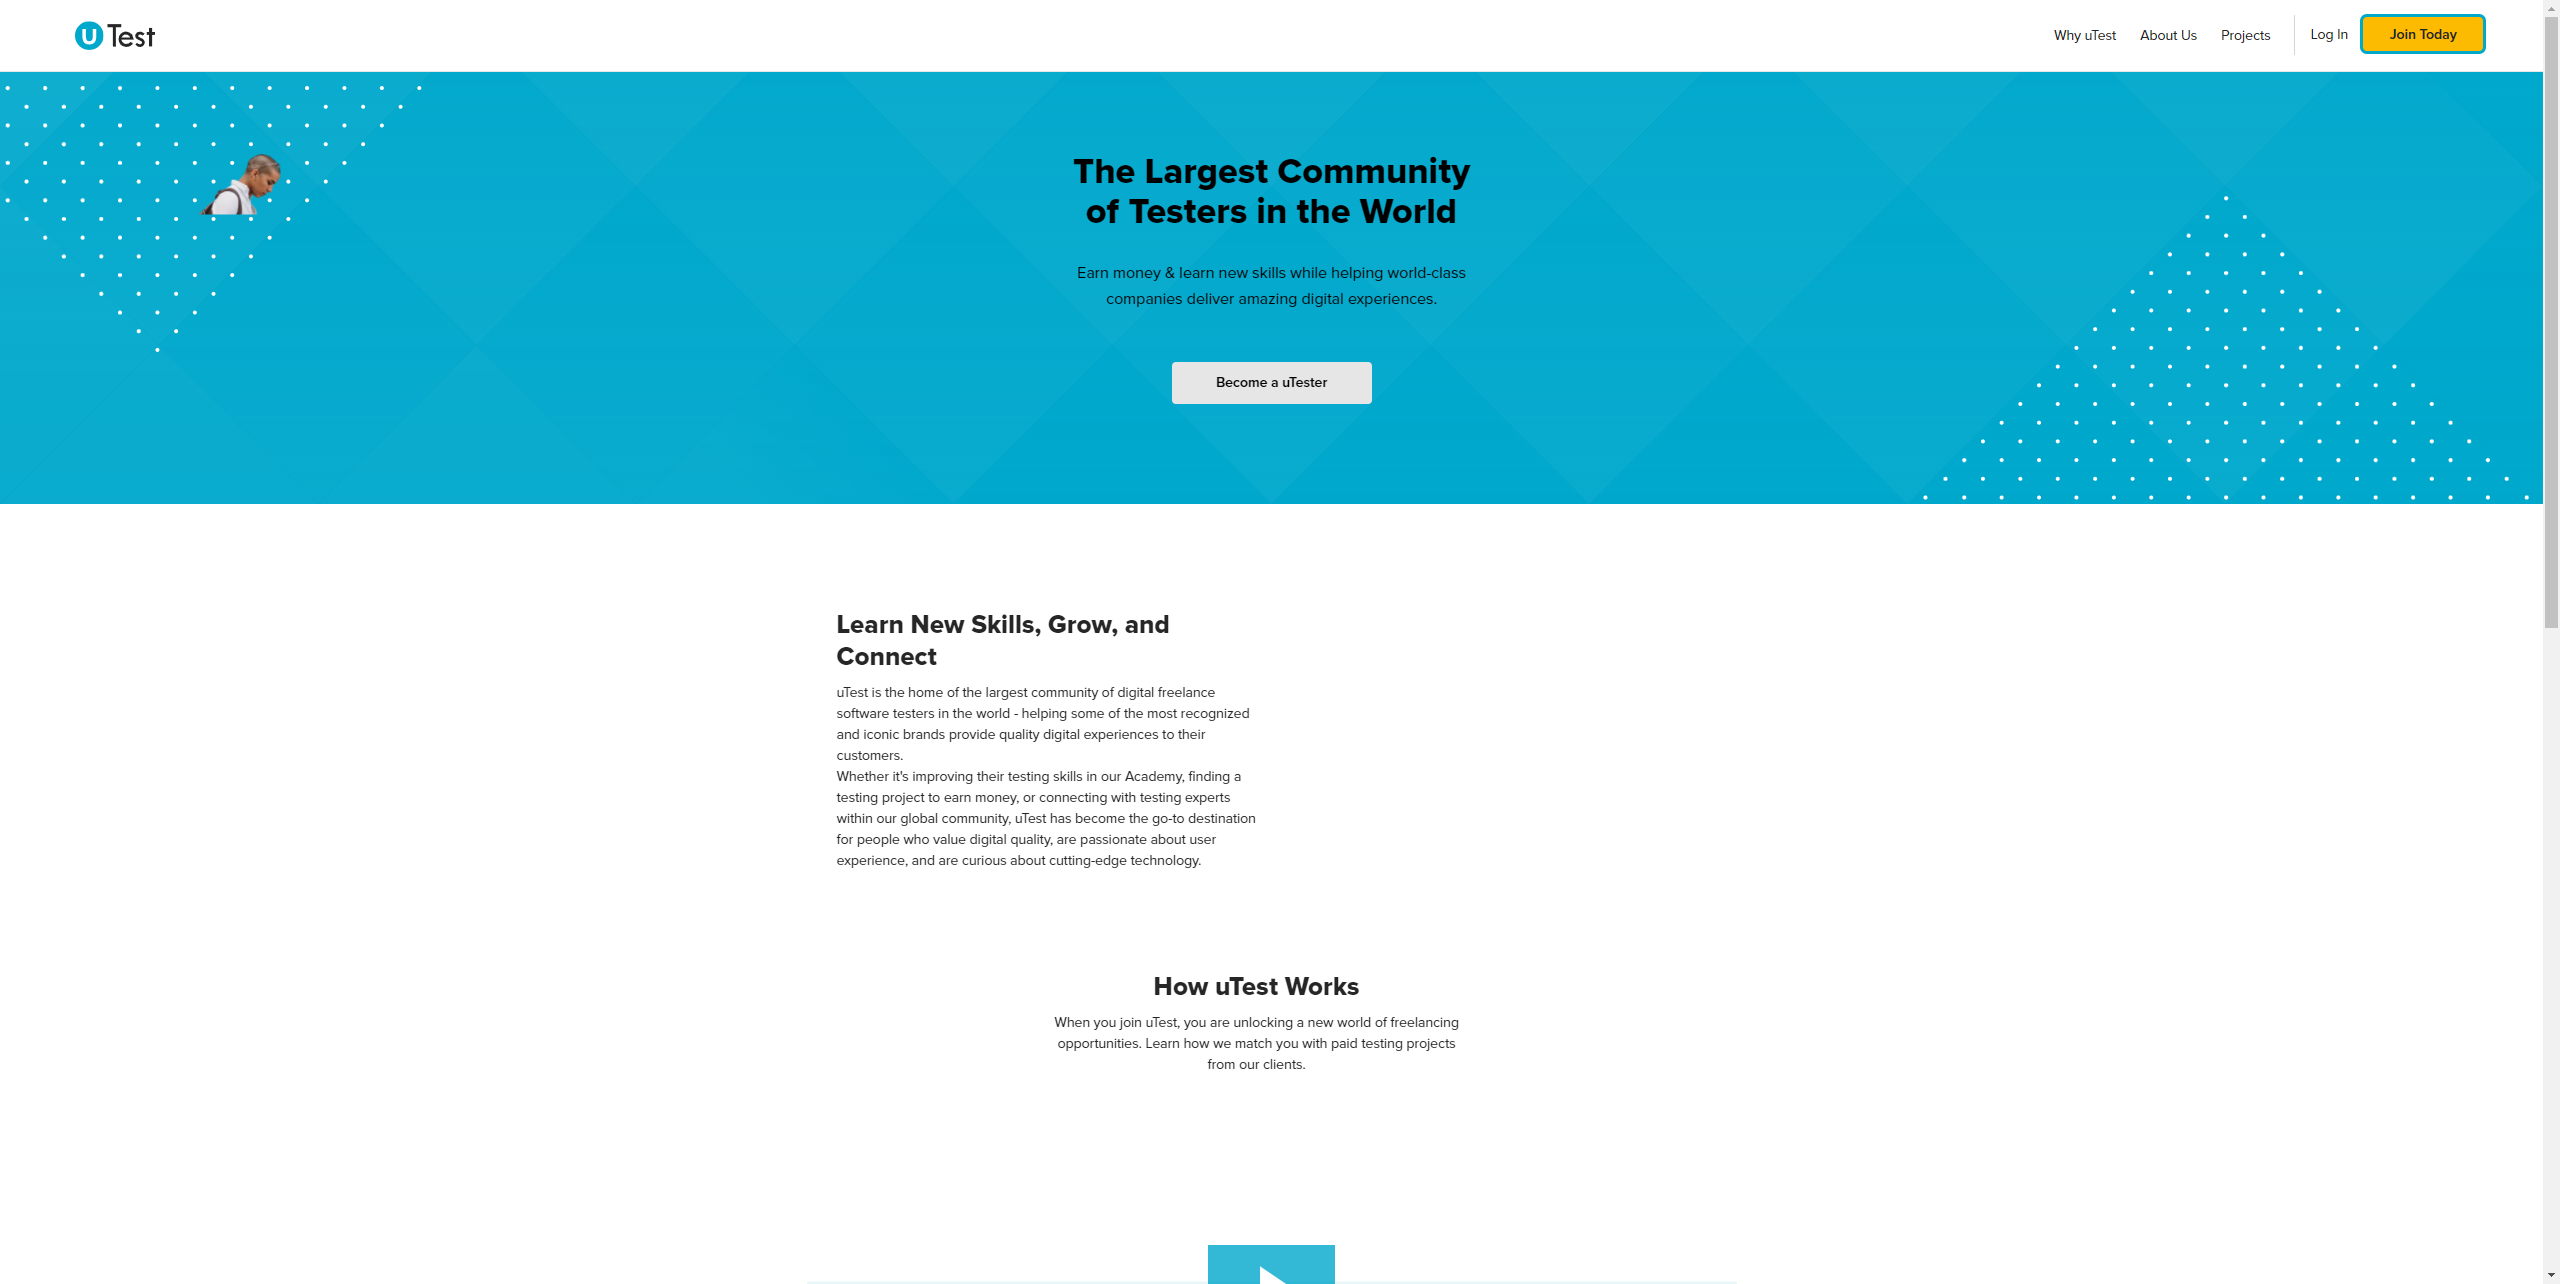 uTest
Why uTest
About Us
Projects
Log In
Join Today
The Largest Community
of Testers in the World
Earn money & learn new skills while helping world-class
companies deliver amazing digital experiences.
Become a uTester
Learn New Skills, Grow, and
Connect
uTest is the home of the largest community of digital freelance
software testers in the world - helping some of the most recognized
and iconic brands provide quality digital experiences to their
customers.
Whether it's improving their testing skills in our Academy, finding a
testing project to earn money, or connecting with testing experts
within our global community, uTest has become the go-to destination
for people who value digital quality, are passionate about user
experience, and are curious about cutting-edge technology.
How uTest Works
When you join uTest, you are unlocking a new world of freelancing
opportunities. Learn how we match you with paid testing projects
from our clients.